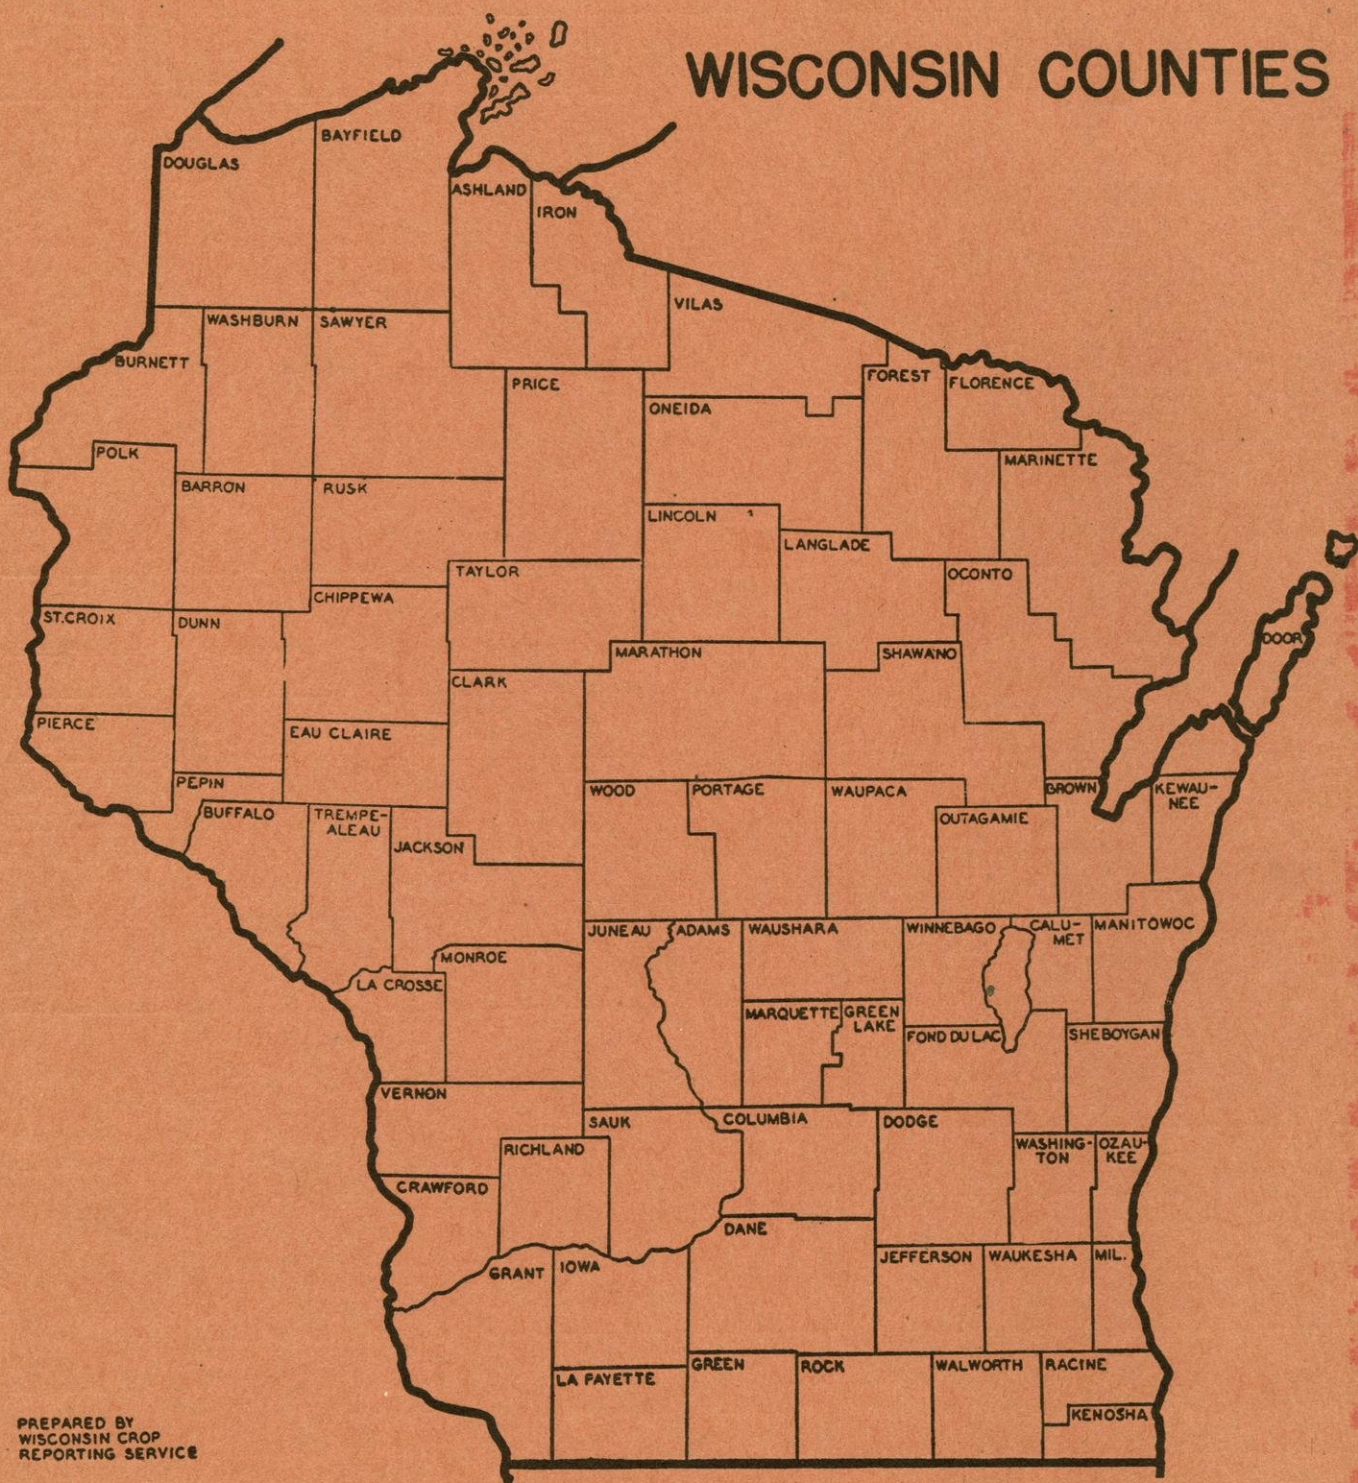 WISCONSIN COUNTIES
BAYFIELD
DOUGLAS
ASHLAND
IRON
VILAS
WASHBURN
SAWYER
BURNETT
PRICE
FOREST
FLORENCE
ONEIDA
POLK
MARINETTE
BARRON
RUSK
LINCOLN
LANGLADE
TAYLOR
OCONTO
CHIPPEWA
ST. CROIX
DUNN
DOOR
MARATHON
SHAWANO
CLARK
PIERCE
EAU CLAIRE
PEPIN
WOOD
PORTAGE
WAUPACA
BROWN
KEWAU-
NEE
BUFFALO
TREMPE-
ALEAU
OUTAGAMIE
JACKSON
JUNEAU
ADAMS
WAUSHARA
WINNEBAGO
CALU-
MET
MANITOWOC
MONROE
LA CROSSE
MARQUETTE
GREEN
LAKE
FOND DU LAC
SHEBOYGAN
VERNON
SAUK
COLUMBIA
DODGE
RICHLAND
WASHING-
TON
OZAU-
KEE
CRAWFORD
DANE
GRANT
IOWA
JEFFERSON
WAUKESHA
MIL.
LA FAYETTE
GREEN
ROCK
WALWORTH
RACINE
KENOSHA
PREPARED BY
WISCONSIN CROP
REPORTING SERVICE